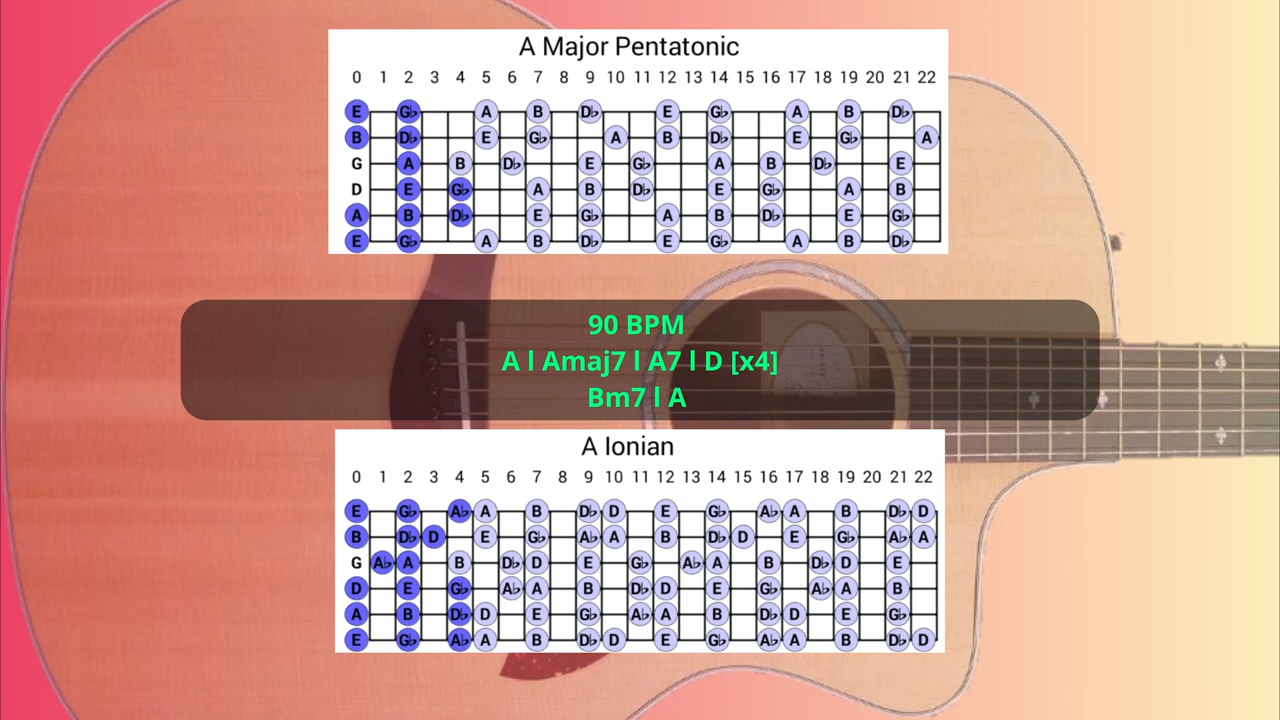 A Major Pentatonic
0 1 2 3 4 5 6 7 8 9 10 11 12 13 14 15 16 17 18 19 20 21 22
E G♭ A B D♭ E G♭ A B D♭
B D♭ E G♭ A B D♭ E G♭ A
G A B D♭ E G♭ A B D♭ E
D E G♭ A B D♭ E G♭ A B
A B D♭ E G♭ A B D♭ E G♭
E G♭ A B D♭ E G♭ A B D♭
90 BPM
A l Amaj7 l A7 l D [x4]
Bm7 l A
A Ionian
0 1 2 3 4 5 6 7 8 9 10 11 12 13 14 15 16 17 18 19 20 21 22
E G♭ A♭ A B D♭ D E G♭ A♭ A B D♭ D
B D♭ D E G♭ A♭ A B D♭ D E G♭ A♭ A
G A♭ A B D♭ D E G♭ A♭ A B D♭ D E
D E G♭ A♭ A B D♭ D E G♭ A♭ A B
A B D♭ D E G♭ A♭ A B D♭ D E G♭
E G♭ A♭ A B D♭ D E G♭ A♭ A B D♭ D